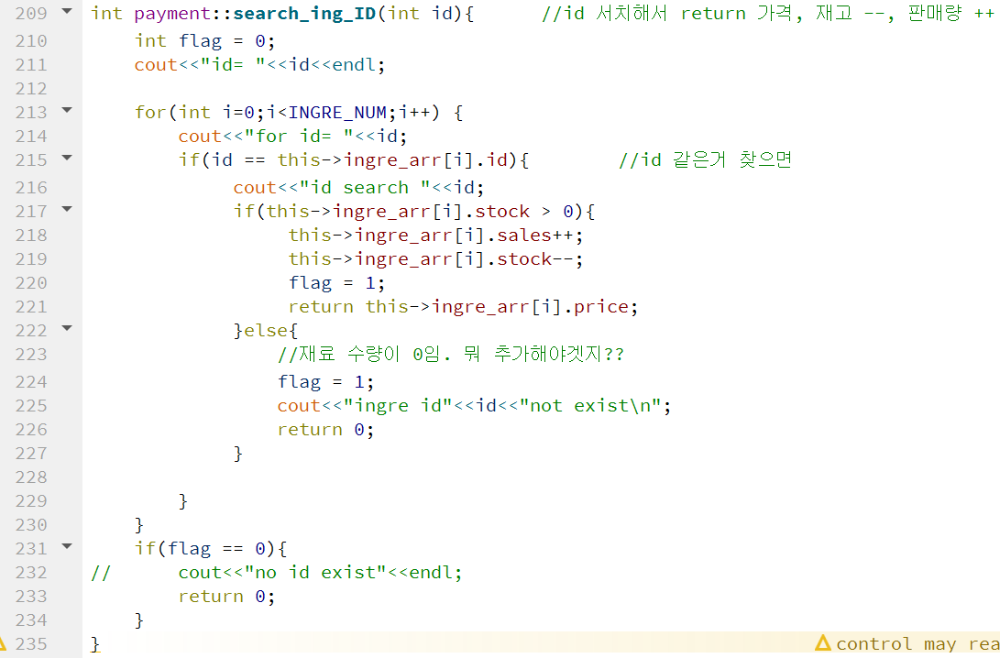 209 int payment::search_ing_ID(int id){ //id 서치해서 return 가격, 재고 --, 판매량 ++
210 int flag = 0;
211 cout<<"id= "<<id<<endl;
212
213 for(int i=0;i<INGRE_NUM;i++) {
214 cout<<"for id= "<<id;
215 if(id == this->ingre_arr[i].id){ //id 같은거 찾으면
216 cout<<"id search "<<id;
217 if(this->ingre_arr[i].stock > 0){
218 this->ingre_arr[i].sales++;
219 this->ingre_arr[i].stock--;
220 flag = 1;
221 return this->ingre_arr[i].price;
222 }else{
223 //재료 수량이 0임. 뭐 추가해야겟지??
224 flag = 1;
225 cout<<"ingre id"<<id<<"not exist\n";
226 return 0;
227 }
228
229 }
230 }
231 if(flag == 0){
232 // cout<<"no id exist"<<endl;
233 return 0;
234 }
235 } control may rea